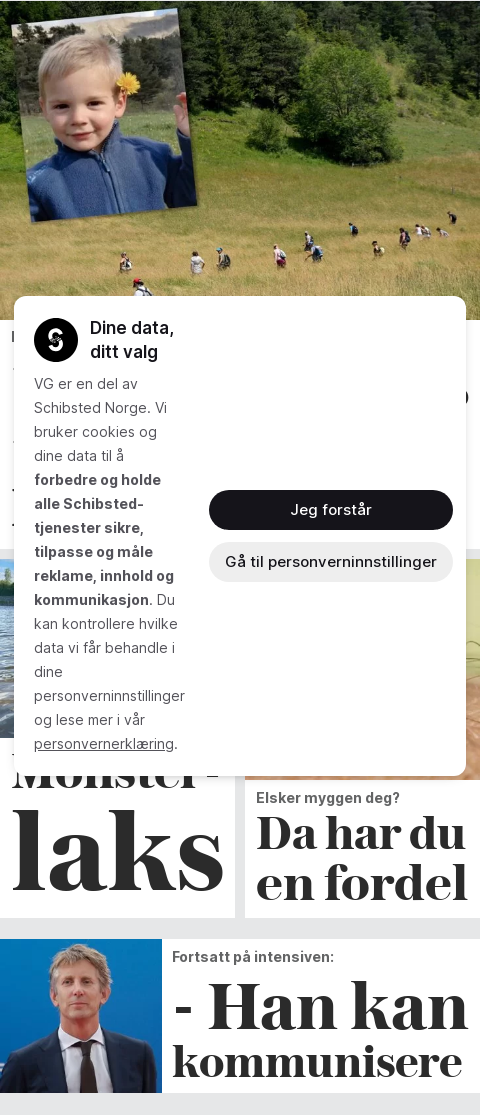 Dine data,
ditt valg
VG er en del av
Schibsted Norge. Vi
bruker cookies og
dine data til å
forbedre og holde
alle Schibsted-
tjenester sikre,
tilpasse og måle
reklame, innhold og
kommunikasjon. Du
kan kontrollere hvilke
data vi får behandle i
dine
personverninnstillinger
og lese mer i vår
personvernerklæring.
Jeg forstår
Gå til personverninnstillinger
Monster-
laks
Elsker myggen deg?
Da har du
en fordel
Fortsatt på intensiven:
- Han kan
kommunisere